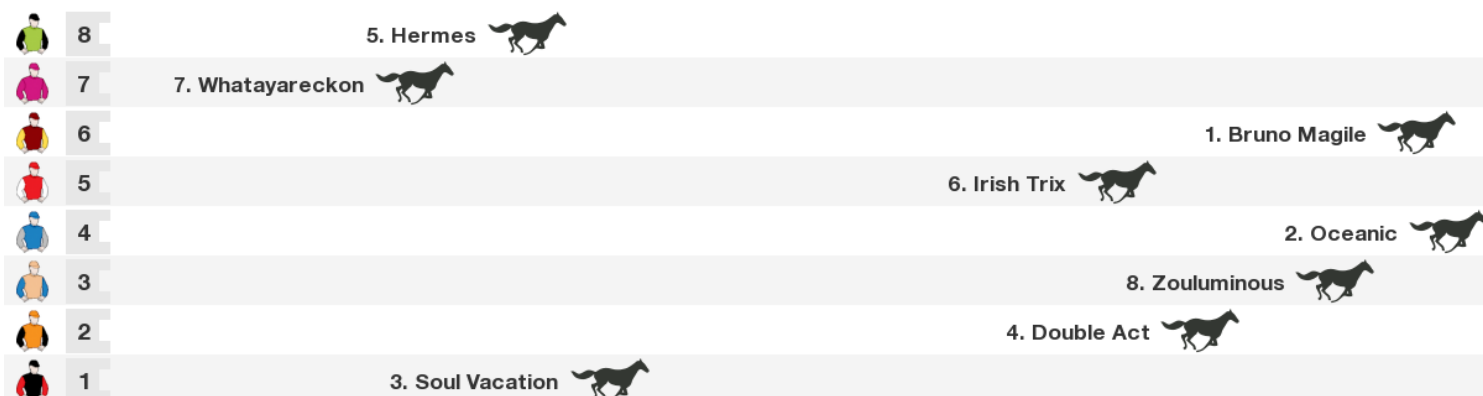 8 5. Hermes
7 7. Whatayareckon
6 1. Bruno Magile
5 6. Irish Trix
4 2. Oceanic
3 8. Zouluminous
2 4. Double Act
1 3. Soul Vacation